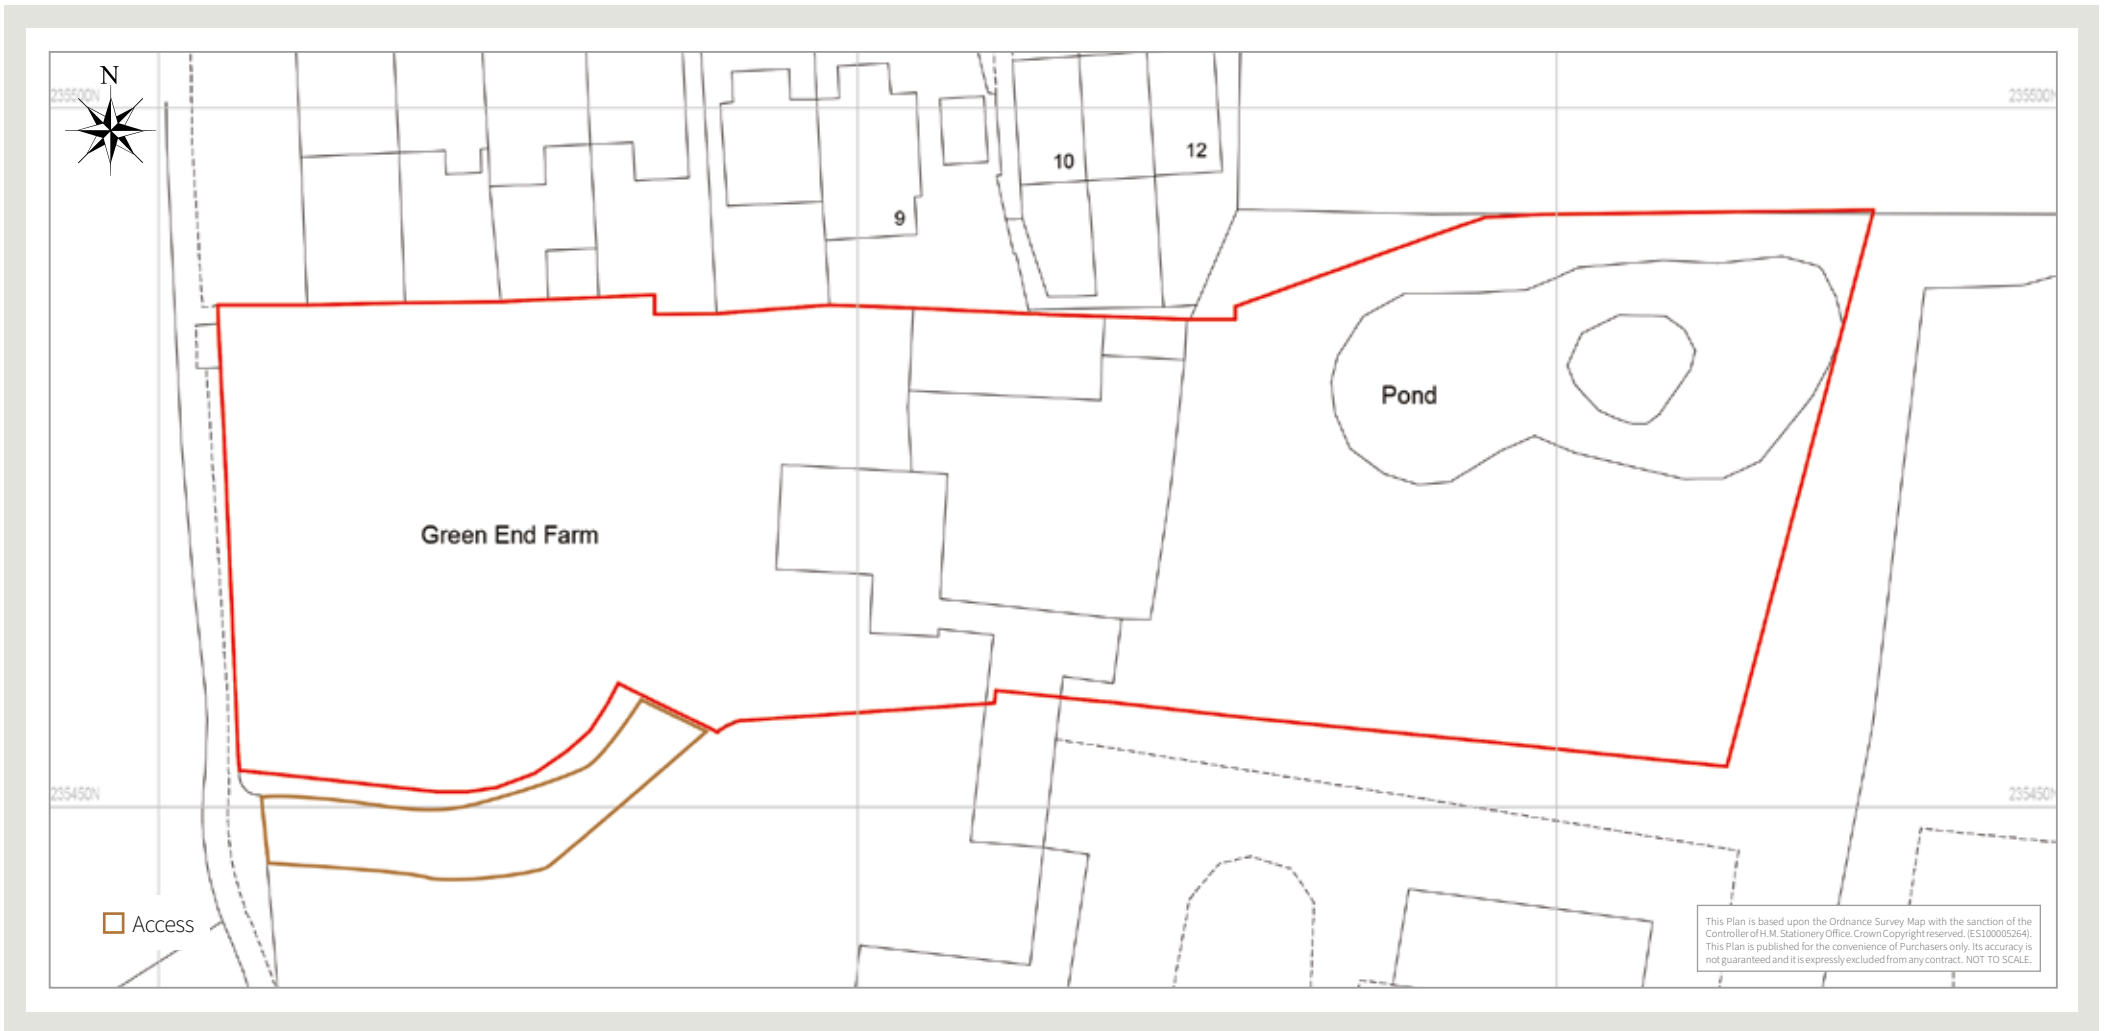 N
235500N
235500N
10
12
9
Pond
Green End Farm
235450N
235450N
Access
This Plan is based upon the Ordnance Survey Map with the sanction of the
Controller of H.M. Stationery Office. Crown Copyright reserved. (ES100005264).
This Plan is published for the convenience of Purchasers only. Its accuracy is
not guaranteed and it is expressly excluded from any contract. NOT TO SCALE.